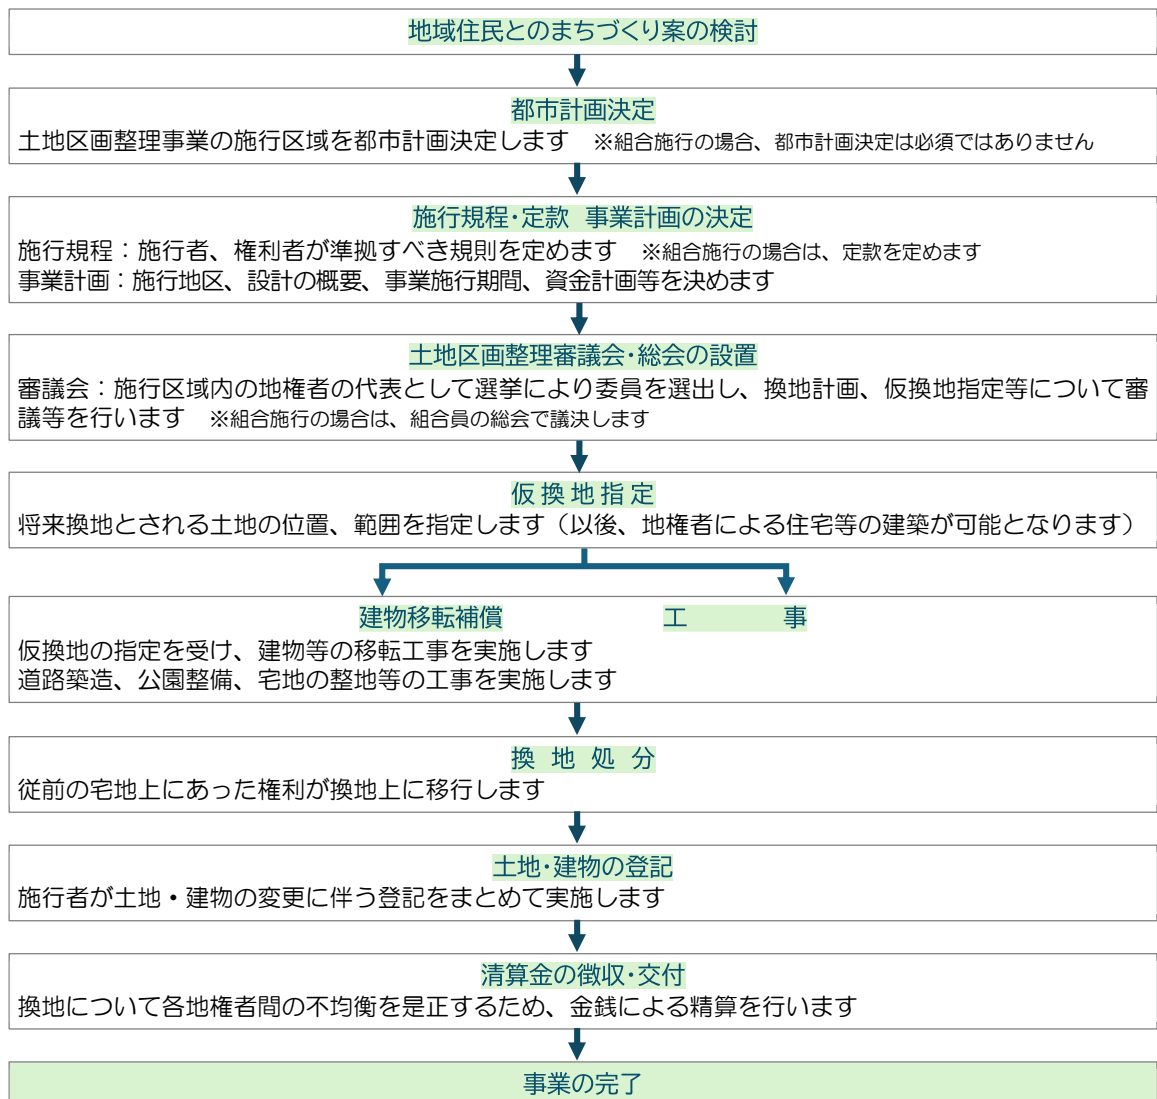 地域住民とのまちづくり案の検討
都市計画決定
土地区画整理事業の施行区域を都市計画決定します　※組合施行の場合、都市計画決定は必須ではありません
施行規程・定款　事業計画の決定
施行規程：施行者、権利者が準拠すべき規則を定めます　※組合施行の場合は、定款を定めます
事業計画：施行地区、設計の概要、事業施行期間、資金計画等を決めます
土地区画整理審議会・総会の設置
審議会：施行区域内の地権者の代表として選挙により委員を選出し、換地計画、仮換地指定等について審
議等を行います　※組合施行の場合は、組合員の総会で議決します
仮換地指定
将来換地とされる土地の位置、範囲を指定します（以後、地権者による住宅等の建築が可能となります）
建物移転補償　工　事
仮換地の指定を受け、建物等の移転工事を実施します
道路築造、公園整備、宅地の整地等の工事を実施します
換 地 処 分
従前の宅地上にあった権利が換地上に移行します
土地・建物の登記
施行者が土地・建物の変更に伴う登記をまとめて実施します
清算金の徴収・交付
換地について各地権者間の不均衡を是正するため、金銭による精算を行います
事業の完了